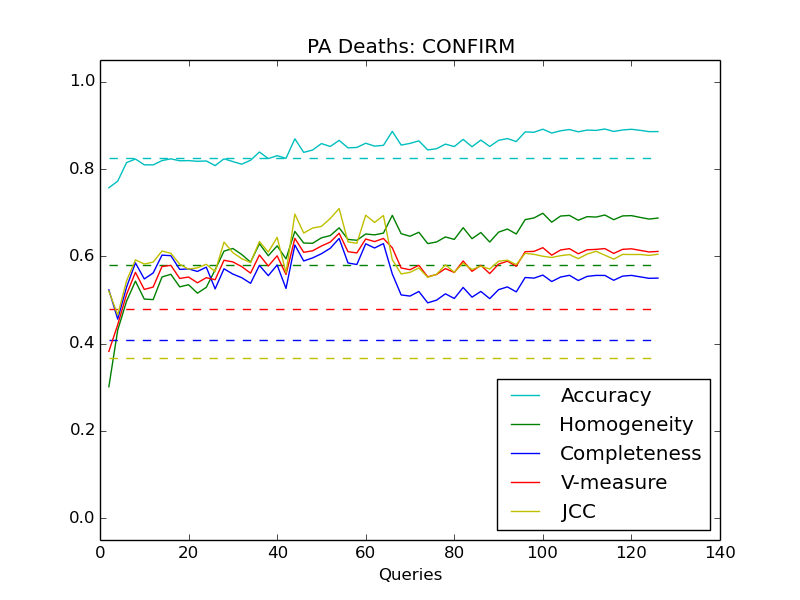 PA Deaths: CONFIRM
1.0
0.8
0.6
0.4
0.2
0.0
Accuracy
Homogeneity
Completeness
V-measure
JCC
0 20 40 60 80 100 120 140
Queries